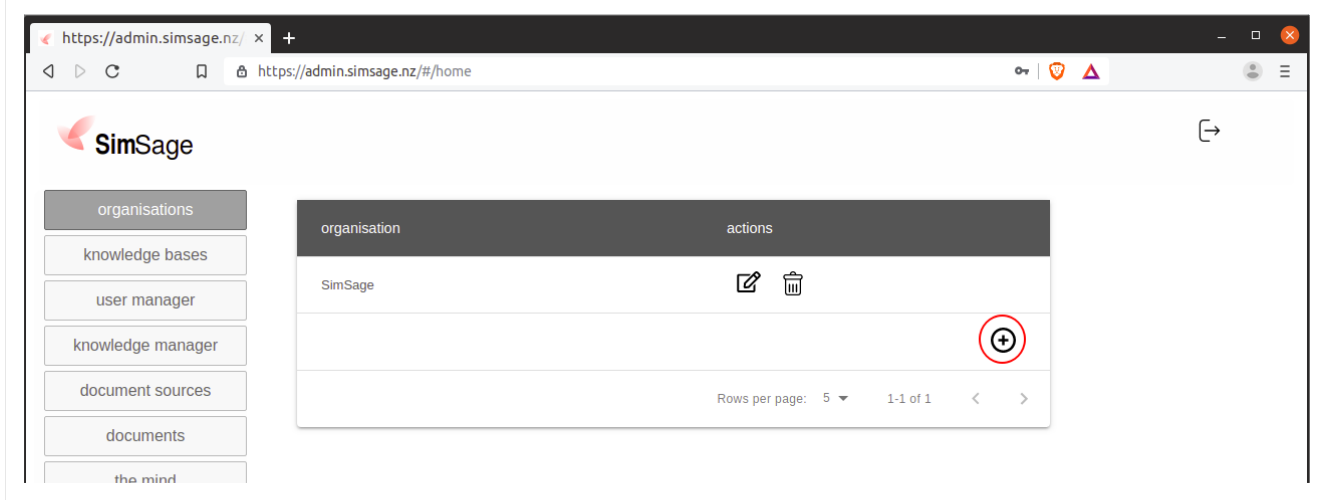 https://admin.simsage.nz/
https://admin.simsage.nz/#/home
SimSage
organisations
knowledge bases
user manager
knowledge manager
document sources
documents
the mind
organisation actions
SimSage
Rows per page: 5 1-1 of 1